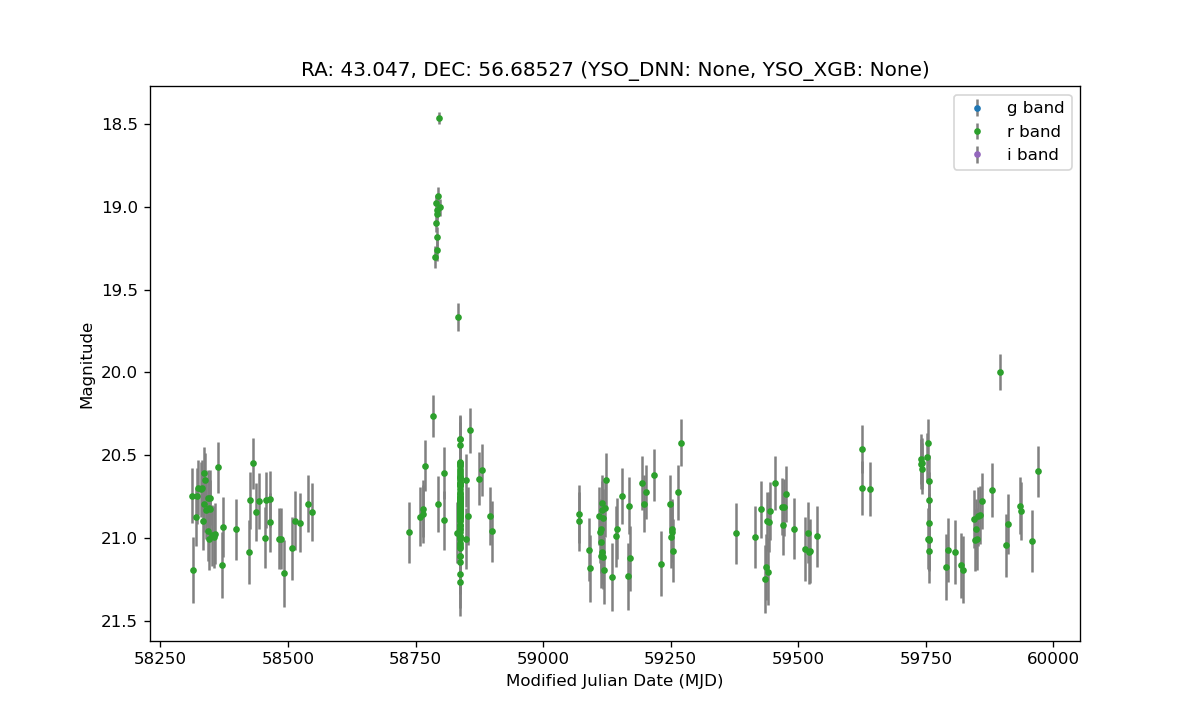 RA: 43.047, DEC: 56.68527 (YSO_DNN: None, YSO_XGB: None)
g band
r band
i band
18.5
19.0
19.5
20.0
20.5
21.0
21.5
Magnitude
58250 58500 58750 59000 59250 59500 59750 60000
Modified Julian Date (MJD)